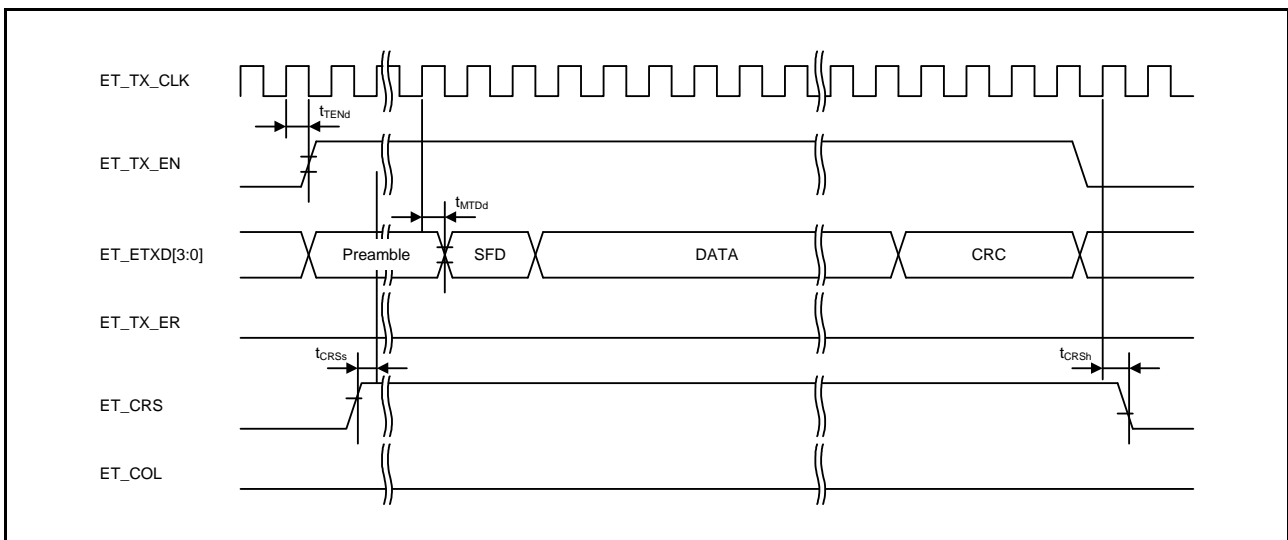 ET_TX_CLK
tTENd
ET_TX_EN
tMTDd
ET_ETXD[3:0]
Preamble
SFD
DATA
CRC
ET_TX_ER
tCRSs
tCRSh
ET_CRS
ET_COL